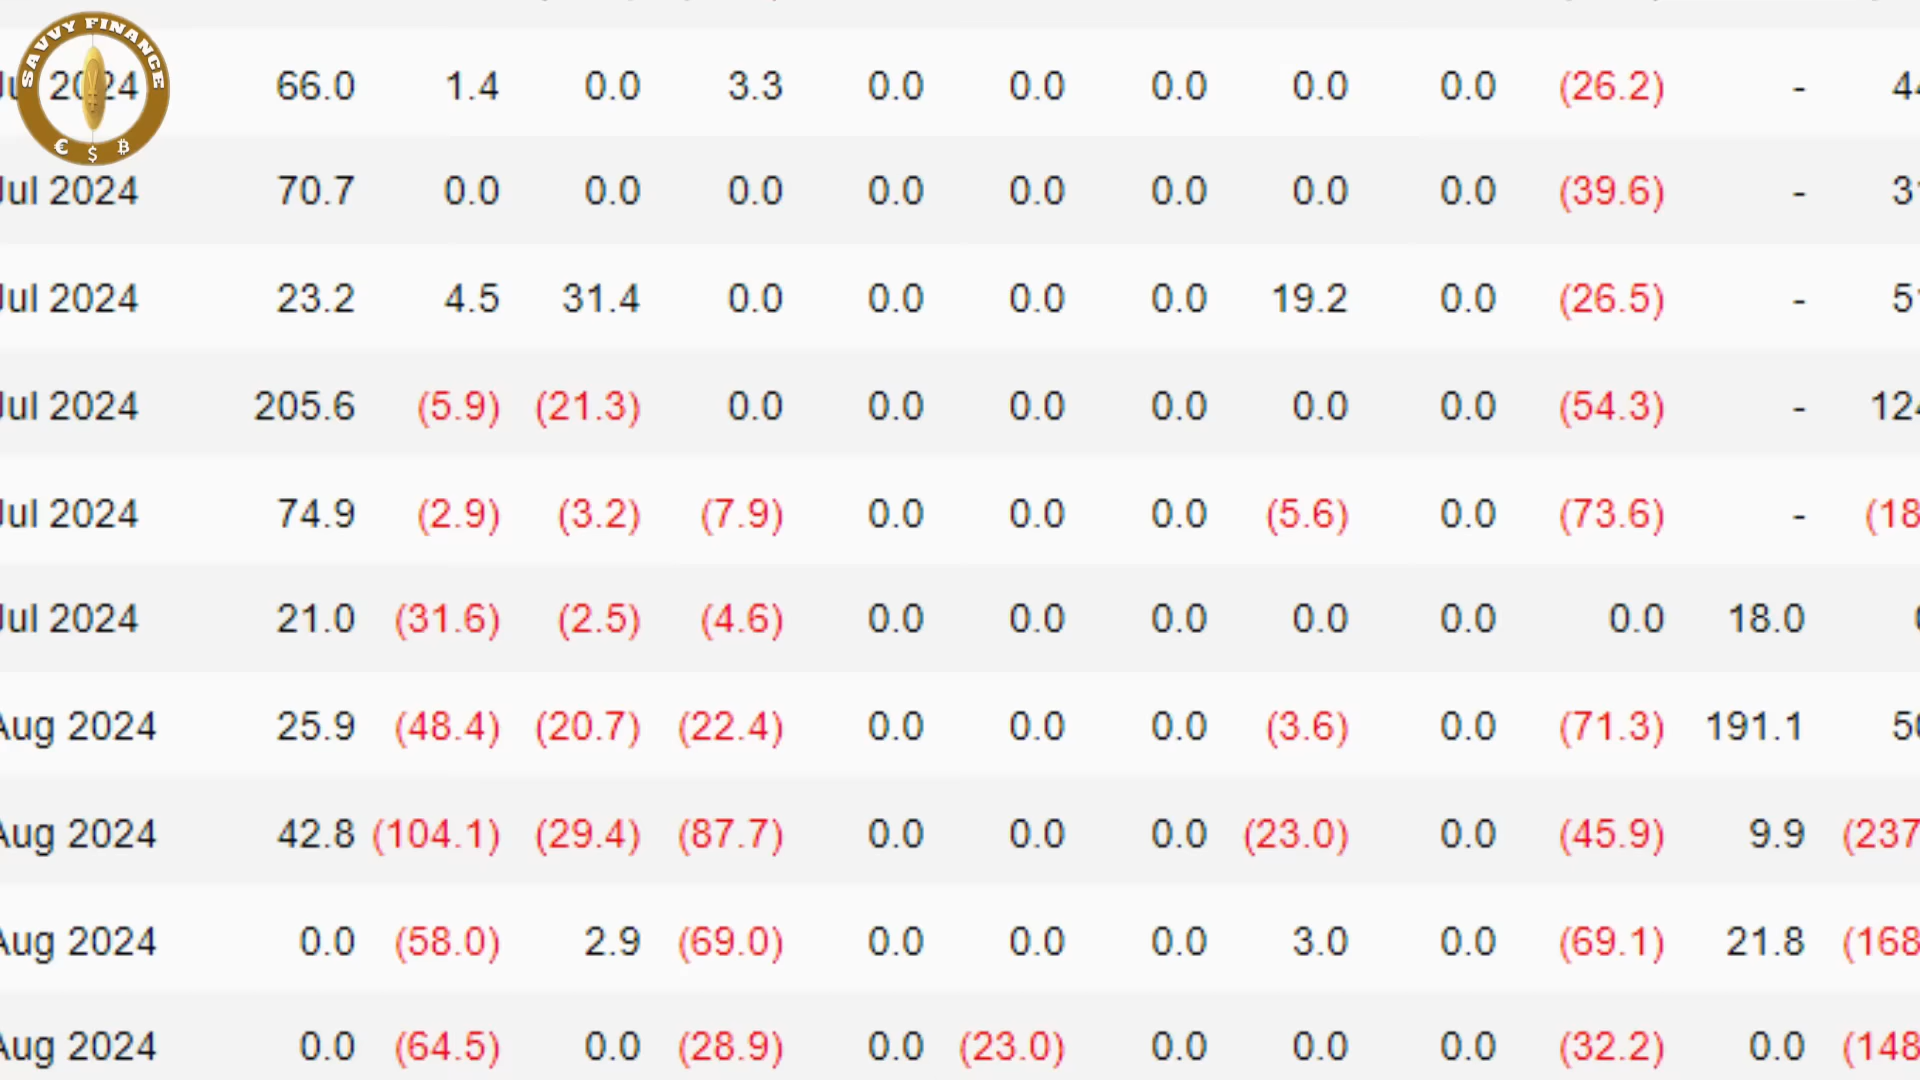 SAVVY FINANCE
€ $ ₿
2024 66.0 1.4 0.0 3.3 0.0 0.0 0.0 0.0 0.0 (26.2) - 44
Jul 2024 70.7 0.0 0.0 0.0 0.0 0.0 0.0 0.0 0.0 (39.6) - 31
Jul 2024 23.2 4.5 31.4 0.0 0.0 0.0 0.0 19.2 0.0 (26.5) - 51
Jul 2024 205.6 (5.9) (21.3) 0.0 0.0 0.0 0.0 0.0 0.0 (54.3) - 124
Jul 2024 74.9 (2.9) (3.2) (7.9) 0.0 0.0 0.0 (5.6) 0.0 (73.6) - (18
Jul 2024 21.0 (31.6) (2.5) (4.6) 0.0 0.0 0.0 0.0 0.0 0.0 18.0
Aug 2024 25.9 (48.4) (20.7) (22.4) 0.0 0.0 0.0 (3.6) 0.0 (71.3) 191.1 50
Aug 2024 42.8 (104.1) (29.4) (87.7) 0.0 0.0 0.0 (23.0) 0.0 (45.9) 9.9 (237
Aug 2024 0.0 (58.0) 2.9 (69.0) 0.0 0.0 0.0 3.0 0.0 (69.1) 21.8 (168
Aug 2024 0.0 (64.5) 0.0 (28.9) 0.0 (23.0) 0.0 0.0 0.0 (32.2) 0.0 (148